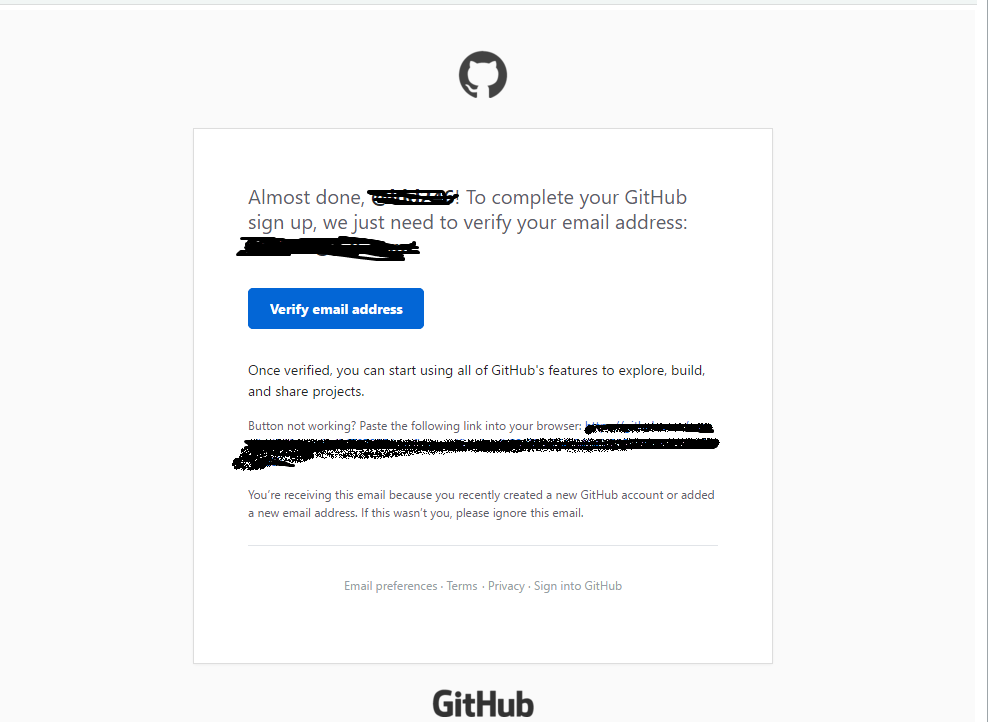 Almost done, ! To complete your GitHub
sign up, we just need to verify your email address:
Verify email address
Once verified, you can start using all of GitHub's features to explore, build,
and share projects.
Button not working? Paste the following link into your browser:
You're receiving this email because you recently created a new GitHub account or added
a new email address. If this wasn't you, please ignore this email.
Email preferences · Terms · Privacy · Sign into GitHub
GitHub